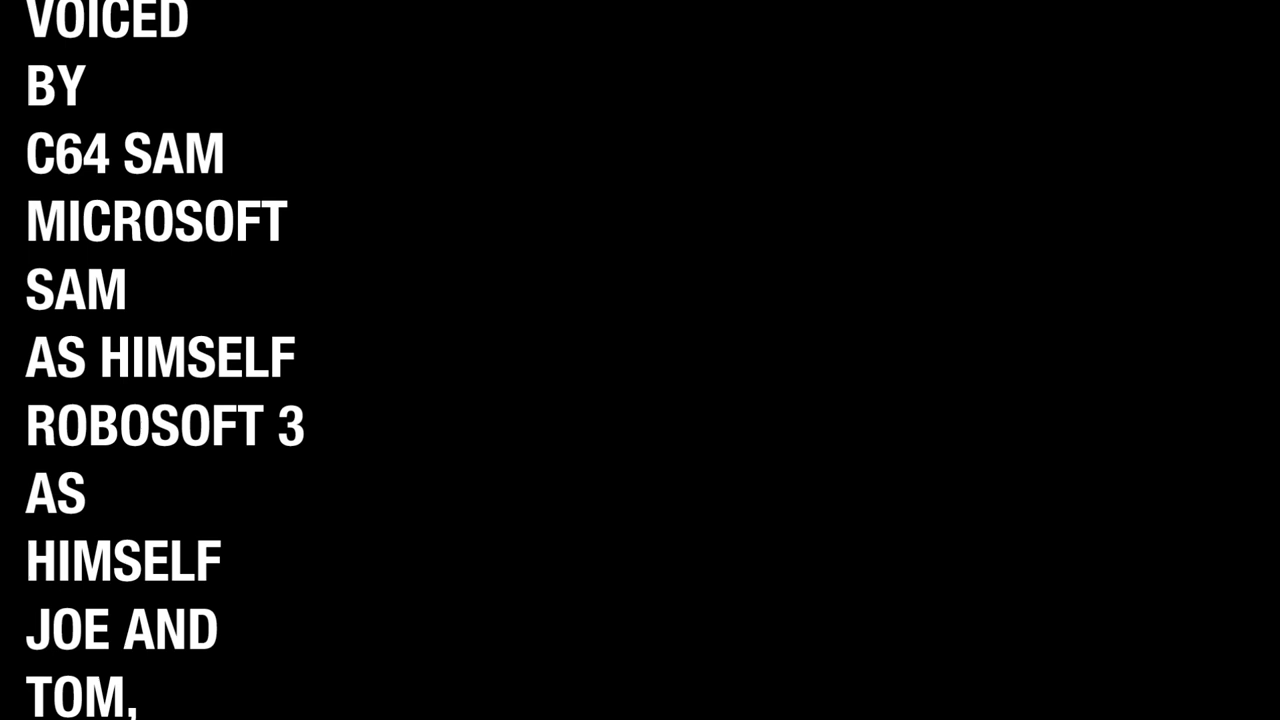 VOICED
BY
C64 SAM
MICROSOFT
SAM
AS HIMSELF
ROBOSOFT 3
AS
HIMSELF
JOE AND
TOM,